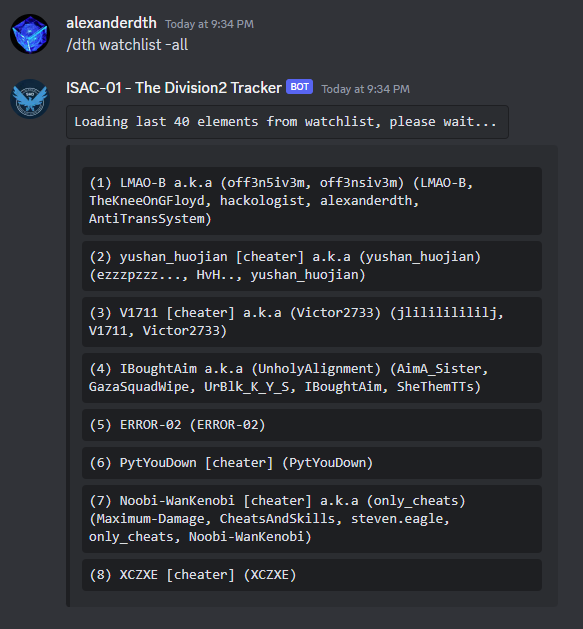 alexanderdth Today at 9:34 PM
/dth watchlist -all
ISAC-01 - The Division2 Tracker BOT Today at 9:34 PM
Loading last 40 elements from watchlist, please wait...
(1) LMAO-B a.k.a (off3n5iv3m, off3nsiv3m) (LMAO-B,
TheKneeOnGFloyd, hackologist, alexanderdth,
AntiTransSystem)
(2) yushan_huojian [cheater] a.k.a (yushan_huojian)
(ezzzpzzz..., HvH.., yushan_huojian)
(3) V1711 [cheater] a.k.a (Victor2733) (jlililililілj,
V1711, Victor2733)
(4) IBoughtAim a.k.a (UnholyAlignment) (AimA_Sister,
GazaSquadWipe, UrBlk_K_Y_S, IBoughtAim, SheThemTTs)
(5) ERROR-02 (ERROR-02)
(6) PytYouDown [cheater] (PytYouDown)
(7) Noobi-WanKenobi [cheater] a.k.a (only_cheats)
(Maximum-Damage, CheatsAndSkills, steven.eagle,
only_cheats, Noobi-WanKenobi)
(8) XCZXE [cheater] (XCZXE)